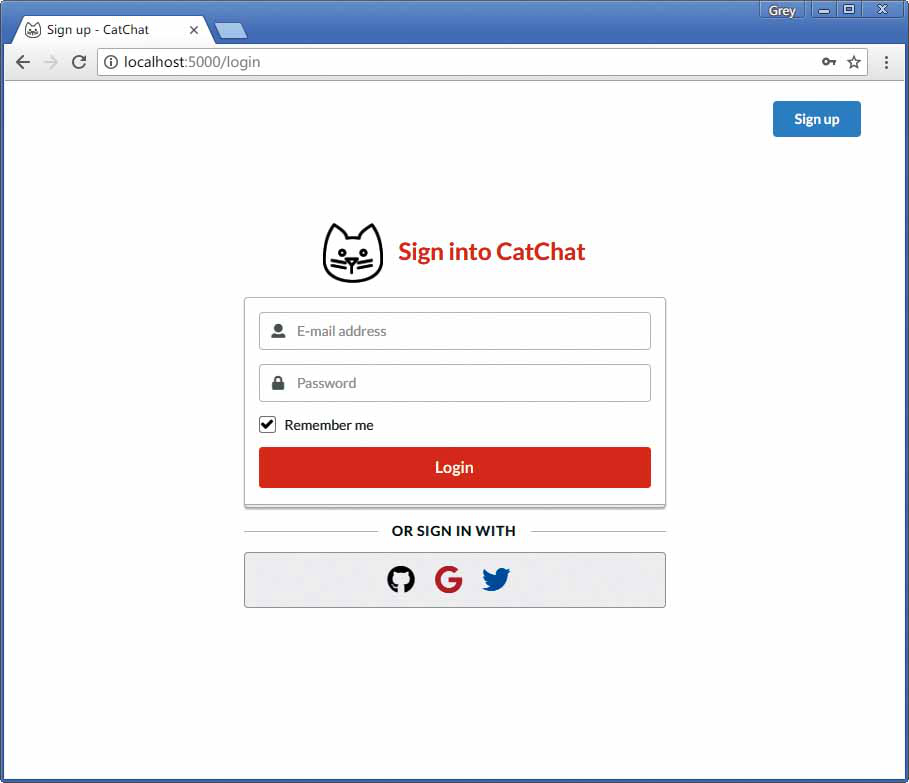 Grey
Sign up - CatChat
localhost:5000/login
Sign up
Sign into CatChat
E-mail address
Password
Remember me
Login
OR SIGN IN WITH